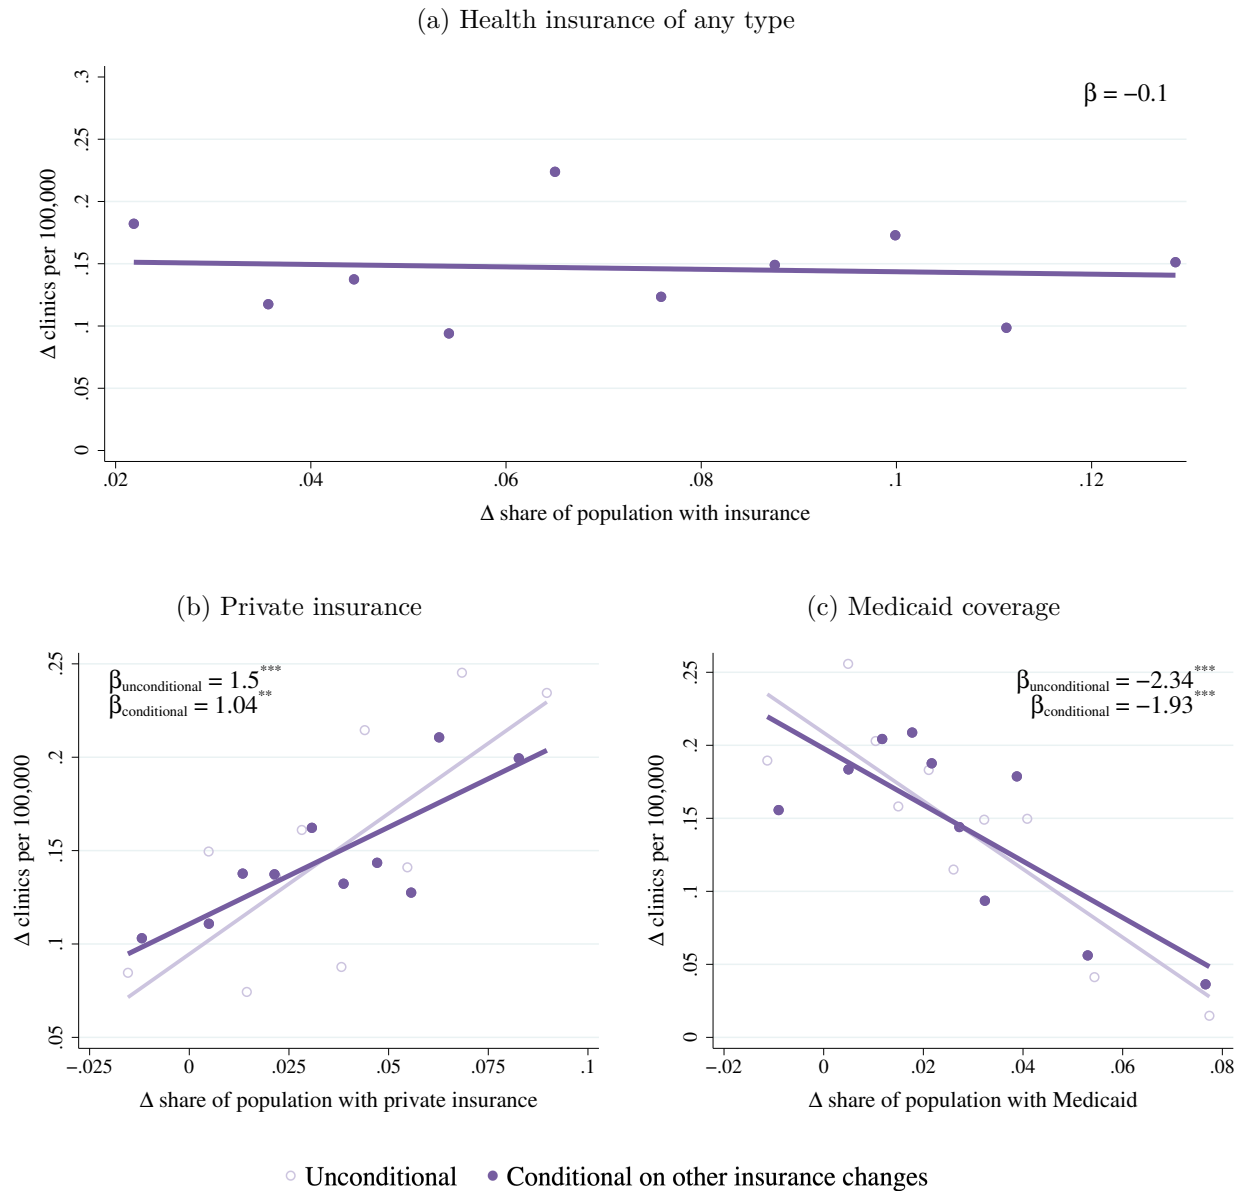 (a) Health insurance of any type
β = −0.1
Δ clinics per 100,000
.3
.25
.2
.15
.1
.05
0
.02 .04 .06 .08 .1 .12
Δ share of population with insurance
(b) Private insurance
βunconditional = 1.5***
βconditional = 1.04**
Δ clinics per 100,000
.25
.2
.15
.1
.05
−.025 0 .025 .05 .075 .1
Δ share of population with private insurance
(c) Medicaid coverage
βunconditional = −2.34***
βconditional = −1.93***
Δ clinics per 100,000
.25
.2
.15
.1
.05
0
−.02 0 .02 .04 .06 .08
Δ share of population with Medicaid
Unconditional Conditional on other insurance changes